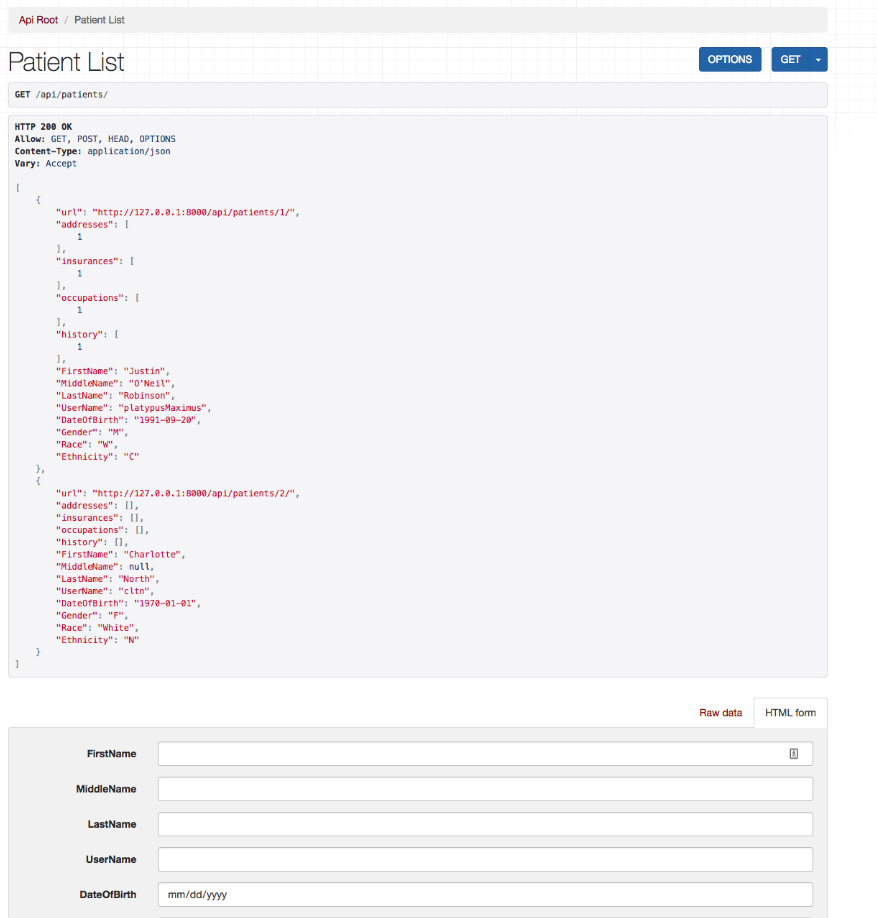 Api Root / Patient List
Patient List
OPTIONS
GET
GET /api/patients/
HTTP 200 OK
Allow: GET, POST, HEAD, OPTIONS
Content-Type: application/json
Vary: Accept
[
{
"url": "http://127.0.0.1:8000/api/patients/1/",
"addresses": [
1
],
"insurances": [
1
],
"occupations": [
1
],
"history": [
1
],
"FirstName": "Justin",
"MiddleName": "O'Neil",
"LastName": "Robinson",
"UserName": "platypusMaximus",
"DateOfBirth": "1991-09-20",
"Gender": "M",
"Race": "W",
"Ethnicity": "C"
},
{
"url": "http://127.0.0.1:8000/api/patients/2/",
"addresses": [],
"insurances": [],
"occupations": [],
"history": [],
"FirstName": "Charlotte",
"MiddleName": null,
"LastName": "North",
"UserName": "cltn",
"DateOfBirth": "1970-01-01",
"Gender": "F",
"Race": "White",
"Ethnicity": "N"
}
]
Raw data
HTML form
FirstName
MiddleName
LastName
UserName
DateOfBirth mm/dd/yyyy